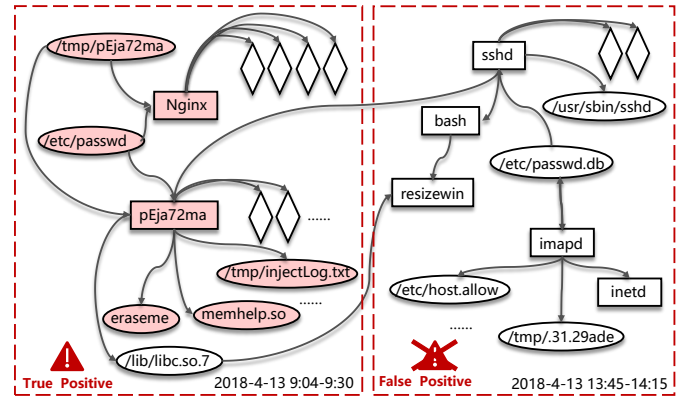 /tmp/pEja72ma
Nginx
/etc/passwd
pEja72ma
......
/tmp/injectLog.txt
......
eraseme
memhelp.so
/lib/libc.so.7
True Positive
2018-4-13 9:04-9:30
sshd
/usr/sbin/sshd
bash
/etc/passwd.db
resizewin
imapd
/etc/host.allow
inetd
......
/tmp/.31.29ade
False Positive
2018-4-13 13:45-14:15